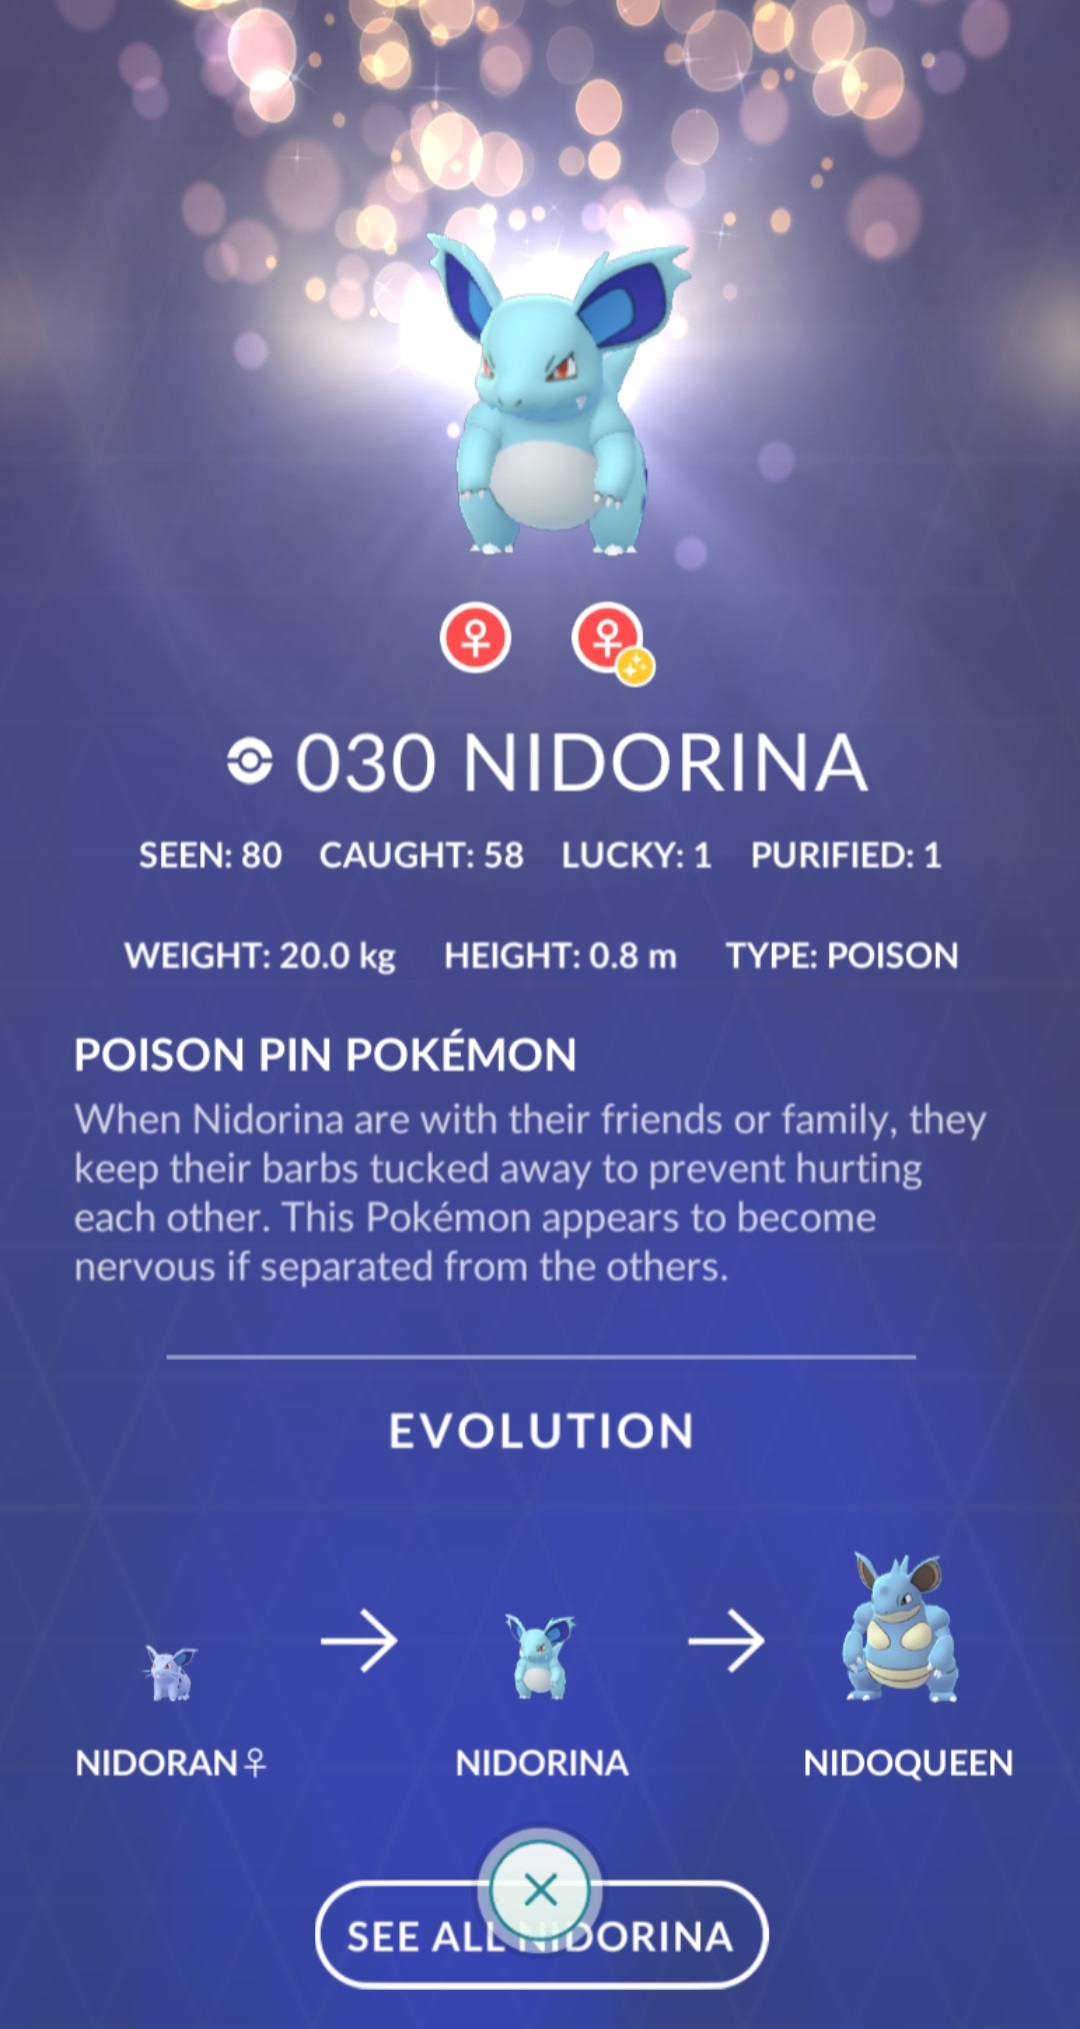 030 NIDORINA
SEEN: 80 CAUGHT: 58 LUCKY: 1 PURIFIED: 1
WEIGHT: 20.0 kg HEIGHT: 0.8 m TYPE: POISON
POISON PIN POKÉMON
When Nidorina are with their friends or family, they
keep their barbs tucked away to prevent hurting
each other. This Pokémon appears to become
nervous if separated from the others.
EVOLUTION
NIDORAN♀ NIDORINA NIDOQUEEN
SEE ALL NIDORINA